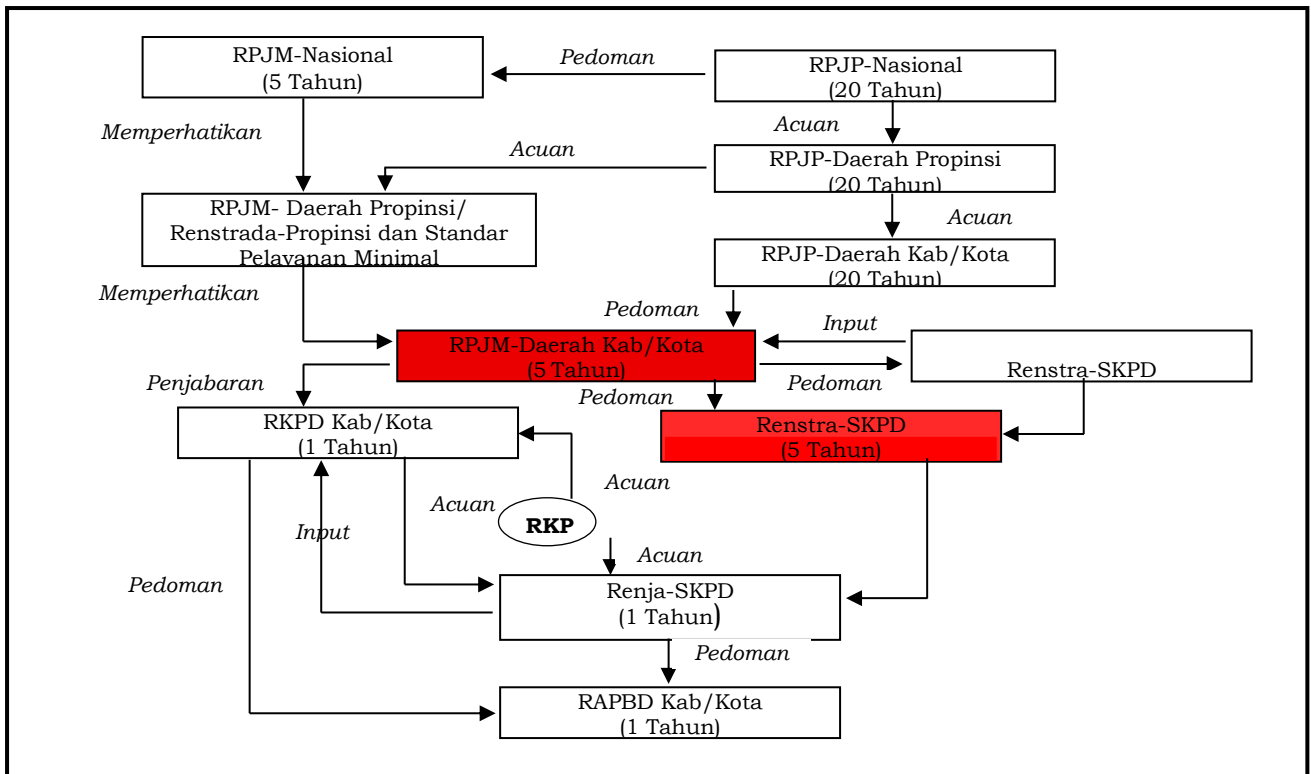 RPJM-Nasional
(5 Tahun)
Pedoman
RPJP-Nasional
(20 Tahun)
Memperhatikan
Acuan
Acuan
RPJP-Daerah Propinsi
(20 Tahun)
RPJM- Daerah Propinsi/
Renstrada-Propinsi dan Standar
Pelayanan Minimal
Acuan
RPJP-Daerah Kab/Kota
(20 Tahun)
Memperhatikan
Pedoman
Input
RPJM-Daerah Kab/Kota
(5 Tahun)
Renstra-SKPD
Penjabaran
Pedoman
Pedoman
RKPD Kab/Kota
(1 Tahun)
Renstra-SKPD
(5 Tahun)
Acuan
Acuan
RKP
Input
Acuan
Pedoman
Renja-SKPD
(1 Tahun)
Pedoman
RAPBD Kab/Kota
(1 Tahun)